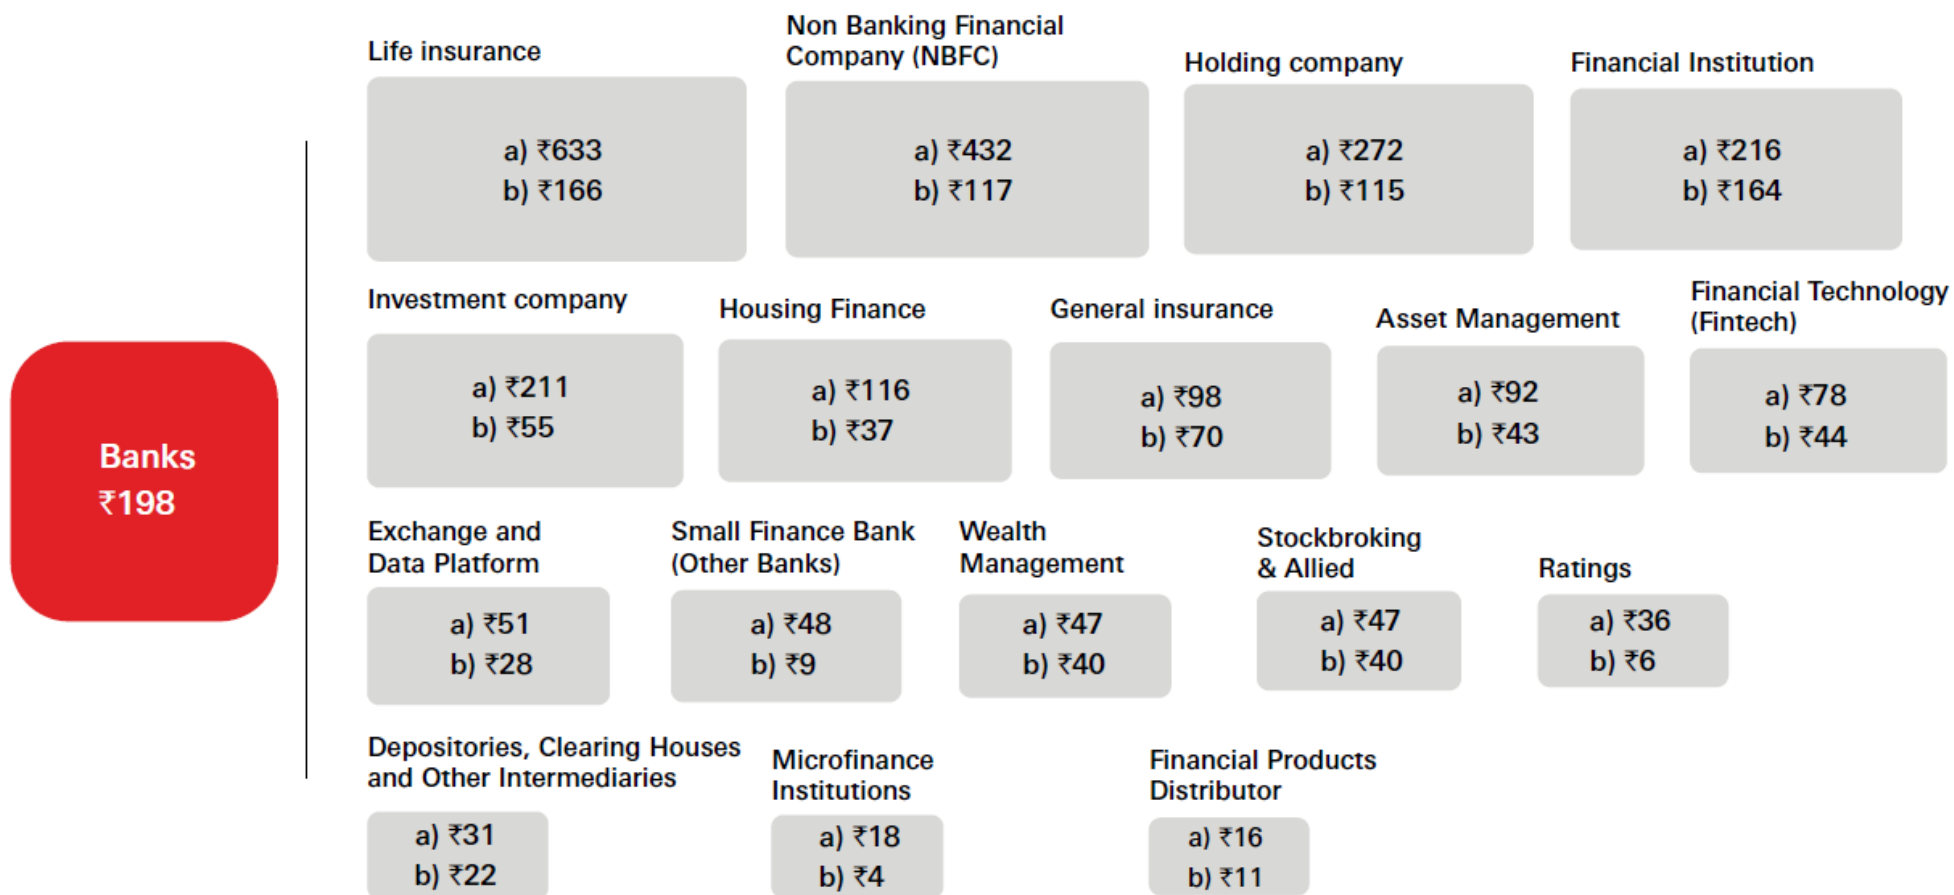 Banks
₹198
Life insurance
a) ₹633
b) ₹166
Non Banking Financial
Company (NBFC)
a) ₹432
b) ₹117
Holding company
a) ₹272
b) ₹115
Financial Institution
a) ₹216
b) ₹164
Investment company
a) ₹211
b) ₹55
Housing Finance
a) ₹116
b) ₹37
General insurance
a) ₹98
b) ₹70
Asset Management
a) ₹92
b) ₹43
Financial Technology
(Fintech)
a) ₹78
b) ₹44
Exchange and
Data Platform
a) ₹51
b) ₹28
Small Finance Bank
(Other Banks)
a) ₹48
b) ₹9
Wealth
Management
a) ₹47
b) ₹40
Stockbroking
& Allied
a) ₹47
b) ₹40
Ratings
a) ₹36
b) ₹6
Depositories, Clearing Houses
and Other Intermediaries
a) ₹31
b) ₹22
Microfinance
Institutions
a) ₹18
b) ₹4
Financial Products
Distributor
a) ₹16
b) ₹11